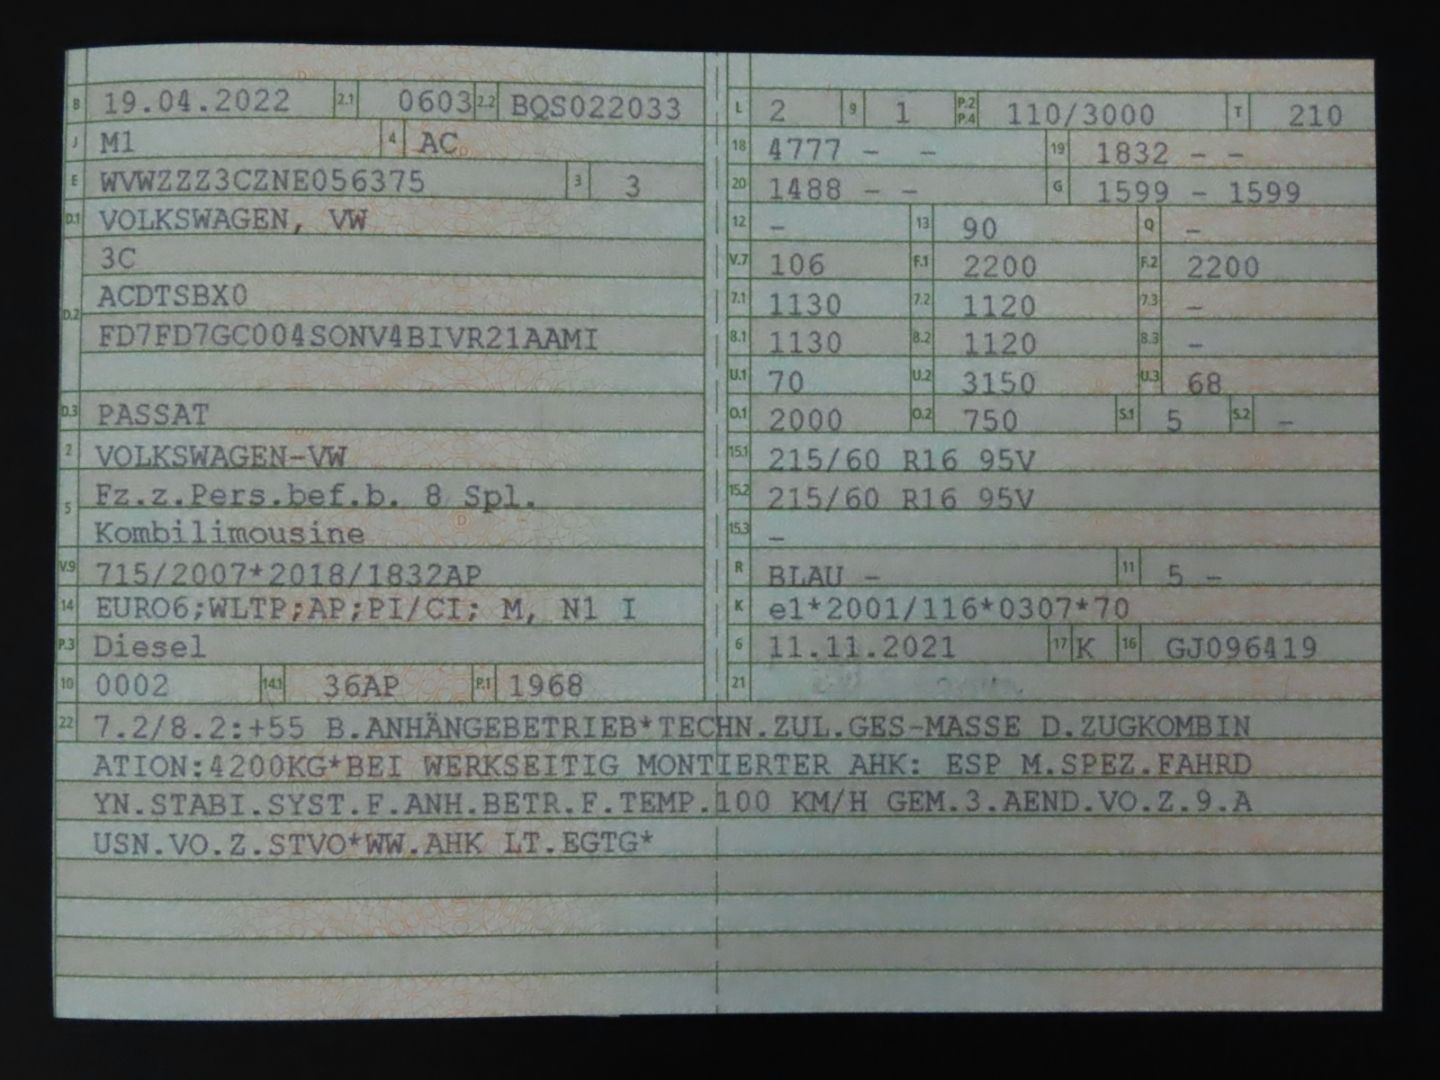 B 19.04.2022 2.1 0603 2.2 BQS022033
J M1 4 AC
E WVWZZZ3CZNE056375 3 3
D.1 VOLKSWAGEN, VW
3C
D.2 ACDTSBX0
FD7FD7GC004SONV4BIVR21AAMI
D.3 PASSAT
2 VOLKSWAGEN-VW
5 Fz.z.Pers.bef.b. 8 Spl.
Kombilimousine
V.9 715/2007*2018/1832AP
14 EURO6;WLTP;AP;PI/CI; M, N1 I
P.3 Diesel
10 0002 14.1 36AP P.1 1968
L 2 9 1 P.2 P.4 110/3000 T 210
18 4777 - - 19 1832 - -
20 1488 - - G 1599 - 1599
12 - 13 90 Q -
V.7 106 F.1 2200 F.2 2200
7.1 1130 7.2 1120 7.3 -
8.1 1130 8.2 1120 8.3 -
U.1 70 U.2 3150 U.3 68
O.1 2000 O.2 750 S.1 5 S.2 -
15.1 215/60 R16 95V
15.2 215/60 R16 95V
15.3 -
R BLAU - 11 5 -
K e1*2001/116*0307*70
6 11.11.2021 17 K 16 GJ096419
21
22 7.2/8.2:+55 B.ANHÄNGEBETRIEB*TECHN.ZUL.GES-MASSE D.ZUGKOMBIN
ATION:4200KG*BEI WERKSEITIG MONTIERTER AHK: ESP M.SPEZ.FAHRD
YN.STABI.SYST.F.ANH.BETR.F.TEMP.100 KM/H GEM.3.AEND.VO.Z.9.A
USN.VO.Z.STVO*WW.AHK LT.EGTG*